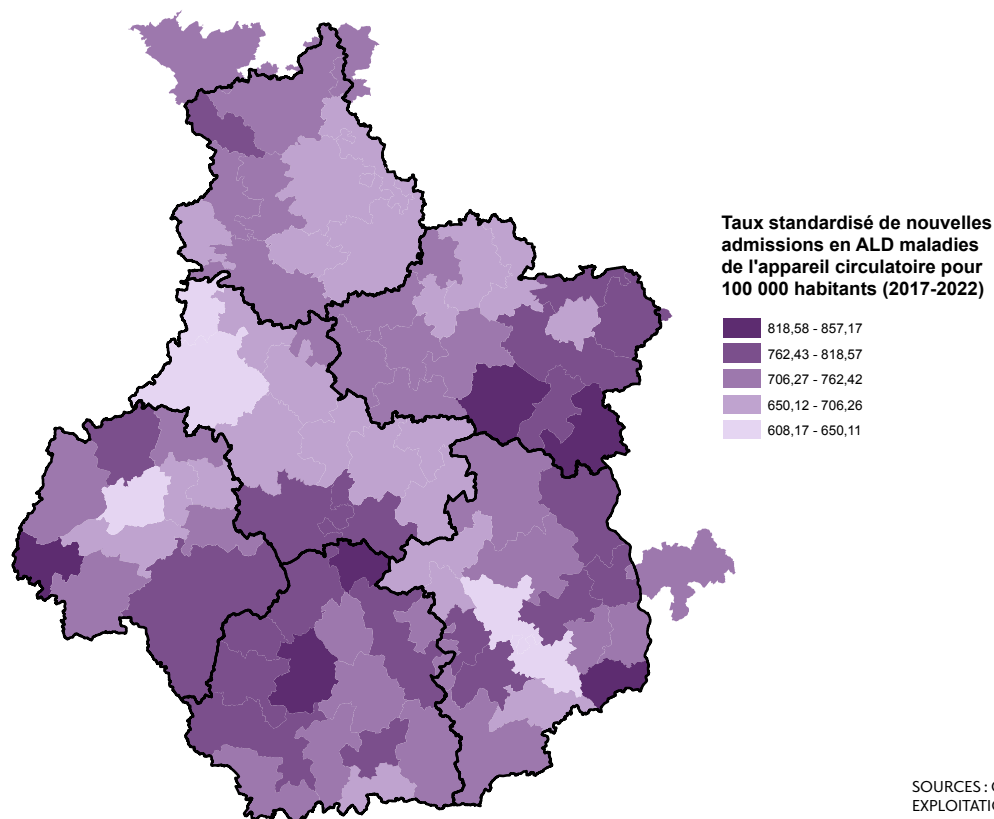 Taux standardisé de nouvelles
admissions en ALD maladies
de l'appareil circulatoire pour
100 000 habitants (2017-2022)
818,58 - 857,17
762,43 - 818,57
706,27 - 762,42
650,12 - 706,26
608,17 - 650,11
SOURCES :